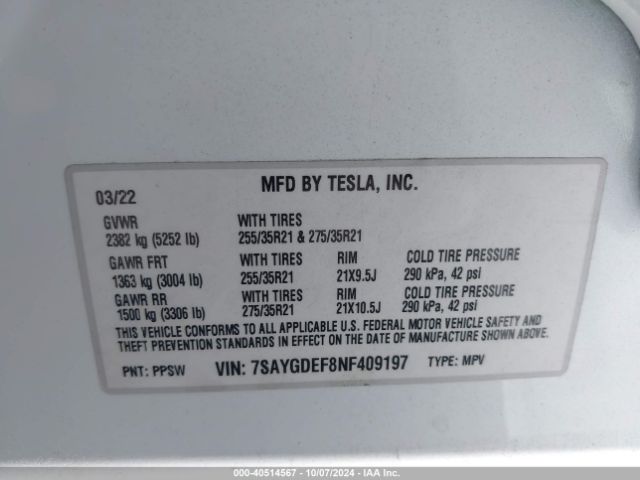 MFD BY TESLA, INC.
03/22
GVWR WITH TIRES
2382 kg (5252 lb) 255/35R21 & 275/35R21
GAWR FRT WITH TIRES RIM COLD TIRE PRESSURE
1363 kg (3004 lb) 255/35R21 21X9.5J 290 kPa, 42 psi
GAWR RR WITH TIRES RIM COLD TIRE PRESSURE
1500 kg (3306 lb) 275/35R21 21X10.5J 290 kPa, 42 psi
THIS VEHICLE CONFORMS TO ALL APPLICABLE U.S. FEDERAL MOTOR VEHICLE SAFETY AND
THEFT PREVENTION STANDARDS IN EFFECT ON THE DATE OF MANUFACTURE SHOWN ABOVE.
PNT: PPSW VIN: 7SAYGDEF8NF409197 TYPE: MPV
000-40514567 - 10/07/2024 - IAA Inc.